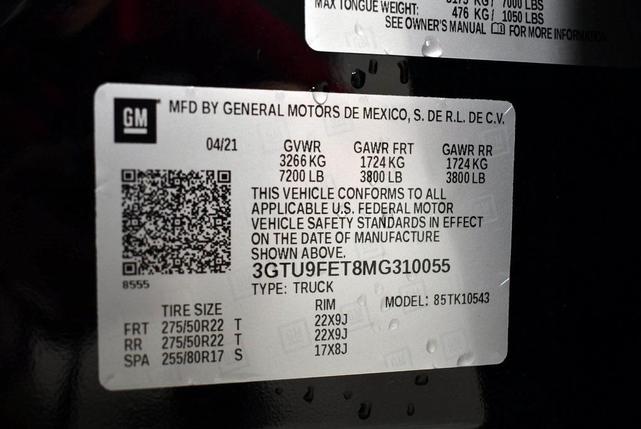 MAX TONGUE WEIGHT: 3175 KG/ 7000 LBS
476 KG/ 1050 LBS
SEE OWNER'S MANUAL FOR MORE INFORMATION
GM MFD BY GENERAL MOTORS DE MEXICO, S. DE R.L. DE C.V.
04/21 GVWR GAWR FRT GAWR RR
3266 KG 1724 KG 1724 KG
7200 LB 3800 LB 3800 LB
THIS VEHICLE CONFORMS TO ALL
APPLICABLE U.S. FEDERAL MOTOR
VEHICLE SAFETY STANDARDS IN EFFECT
ON THE DATE OF MANUFACTURE
SHOWN ABOVE.
3GTU9FET8MG310055
8555
TYPE: TRUCK MODEL: 85TK10543
TIRE SIZE RIM
FRT 275/50R22 T 22X9J
RR 275/50R22 T 22X9J
SPA 255/80R17 S 17X8J